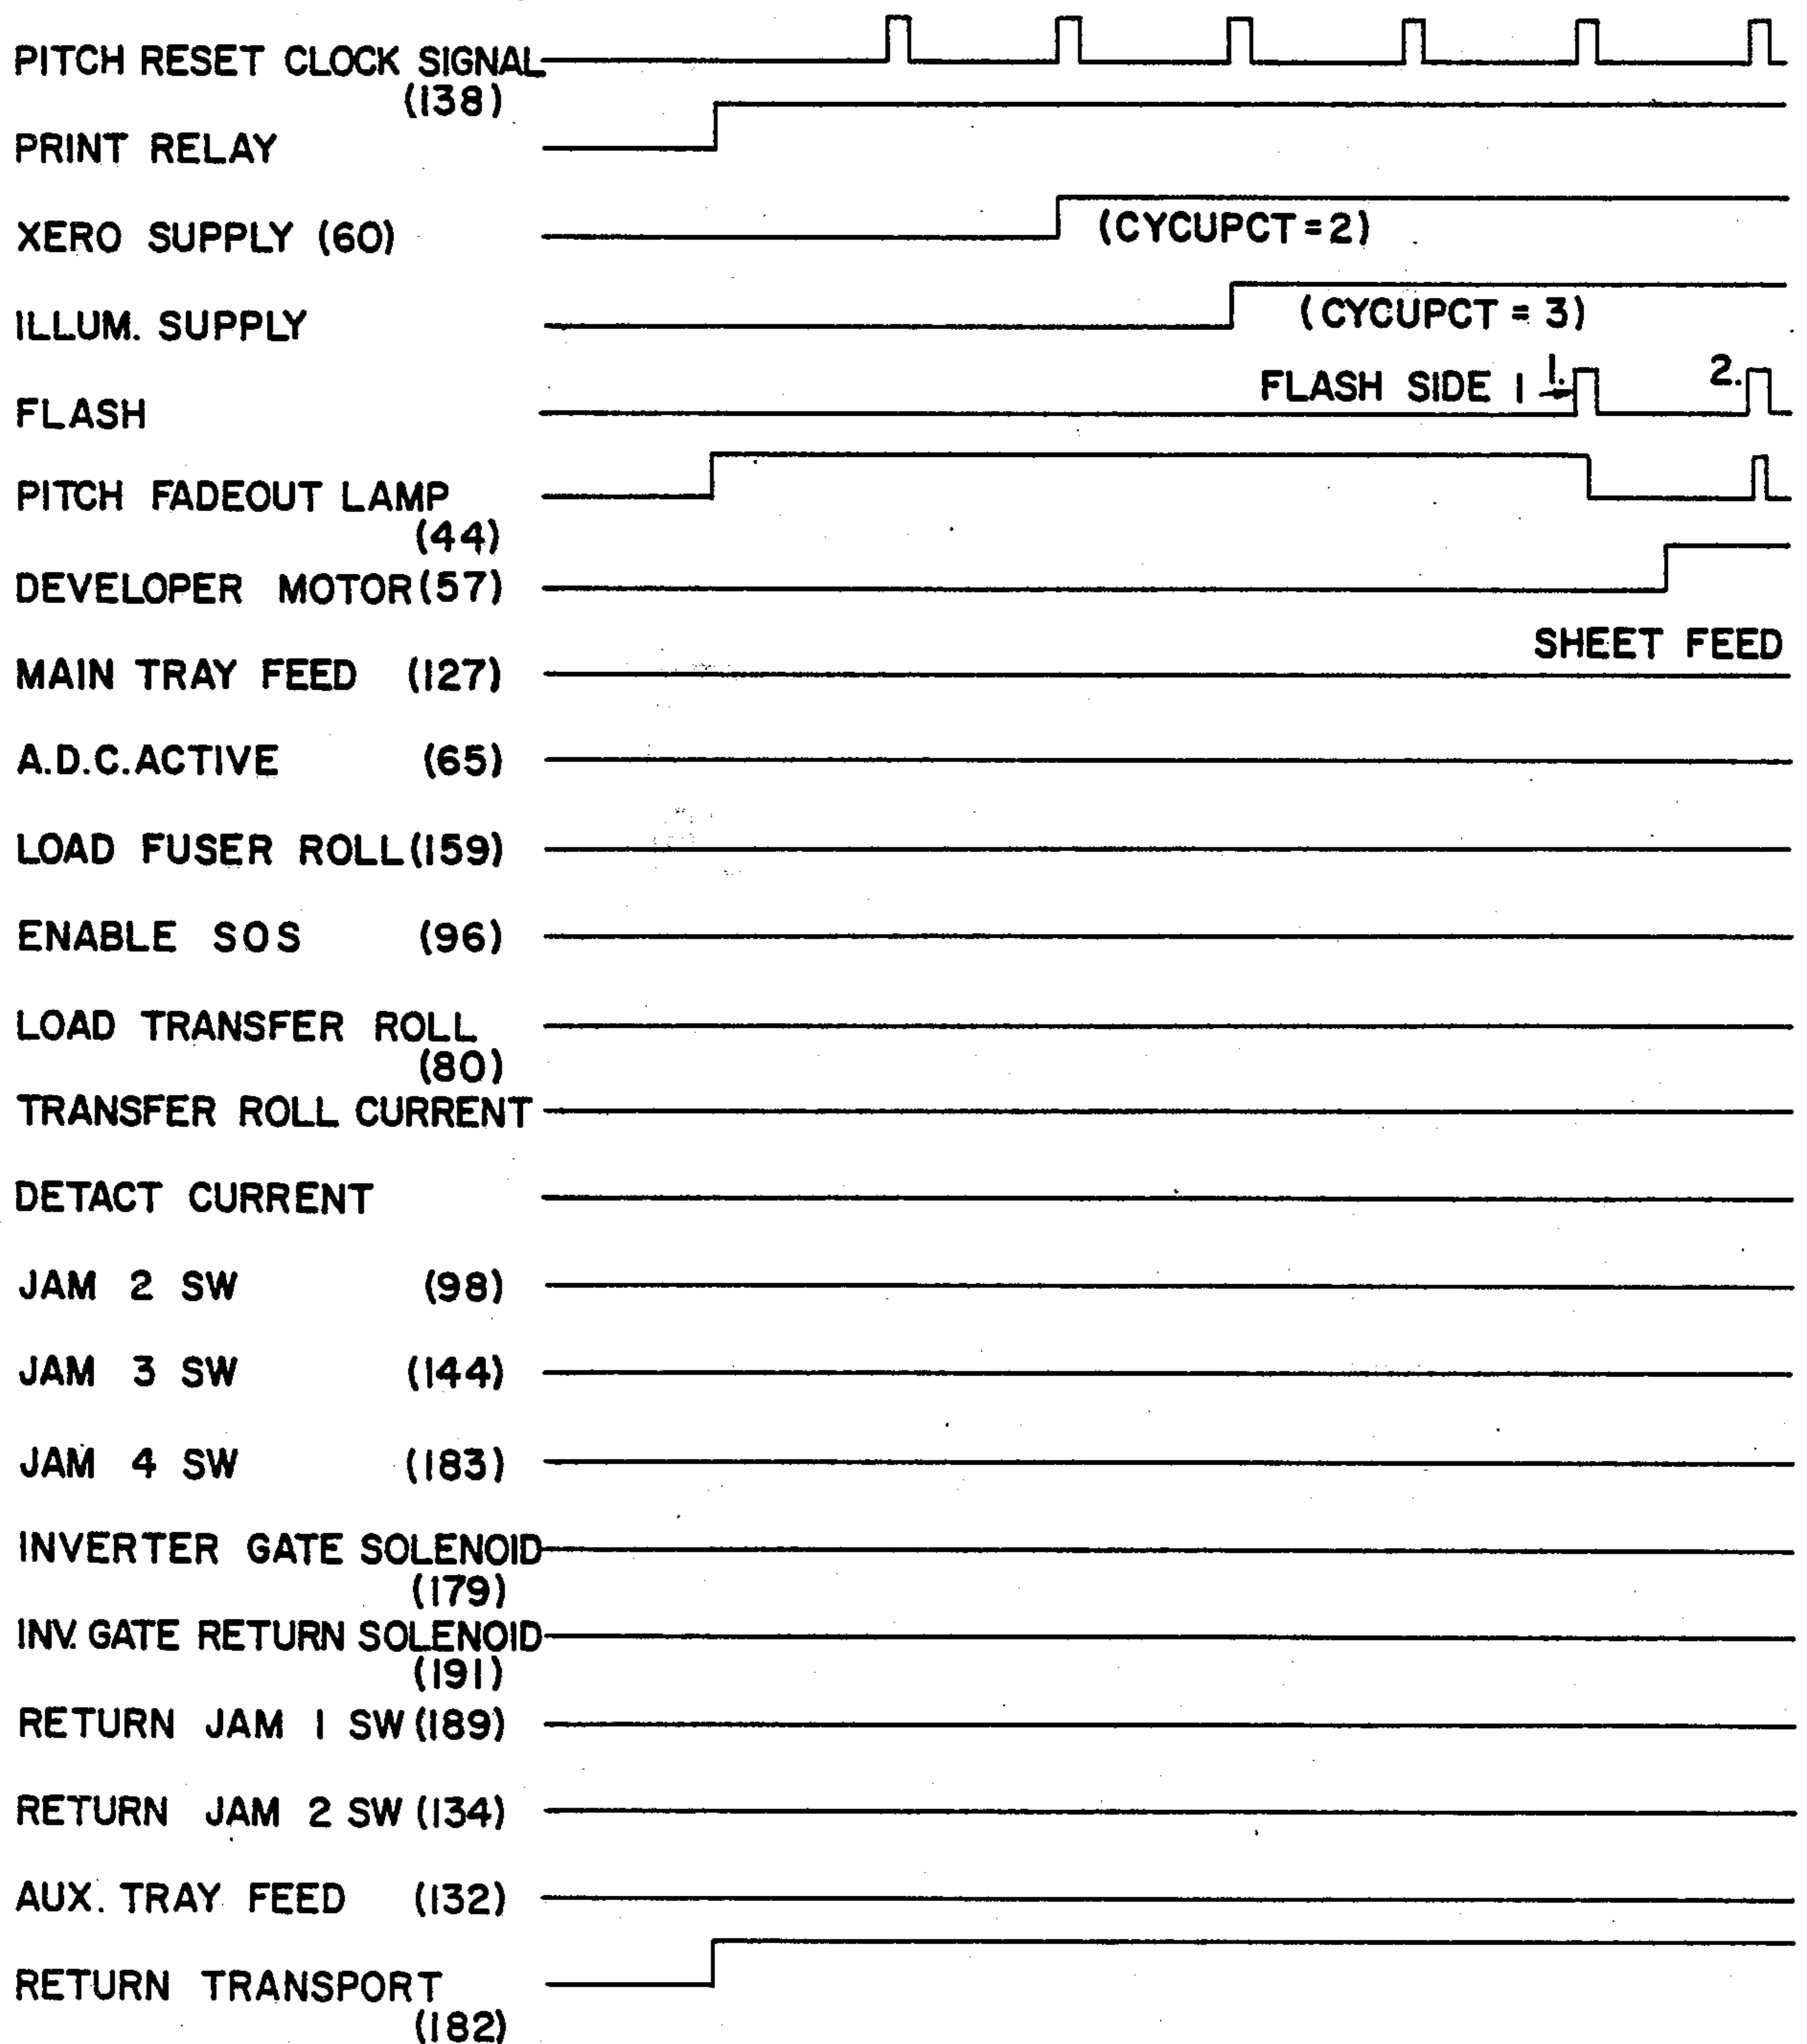 PITCH RESET CLOCK SIGNAL
(138)
PRINT RELAY
XERO SUPPLY (60)
(CYCUPCT = 2)
ILLUM. SUPPLY
(CYCUPCT = 3)
FLASH
FLASH SIDE 1 1. 2.
PITCH FADEOUT LAMP
(44)
DEVELOPER MOTOR (57)
SHEET FEED
MAIN TRAY FEED (127)
A.D.C. ACTIVE (65)
LOAD FUSER ROLL (159)
ENABLE SOS (96)
LOAD TRANSFER ROLL
(80)
TRANSFER ROLL CURRENT
DETACT CURRENT
JAM 2 SW (98)
JAM 3 SW (144)
JAM 4 SW (183)
INVERTER GATE SOLENOID
(179)
INV. GATE RETURN SOLENOID
(191)
RETURN JAM 1 SW (189)
RETURN JAM 2 SW (134)
AUX. TRAY FEED (132)
RETURN TRANSPORT
(182)